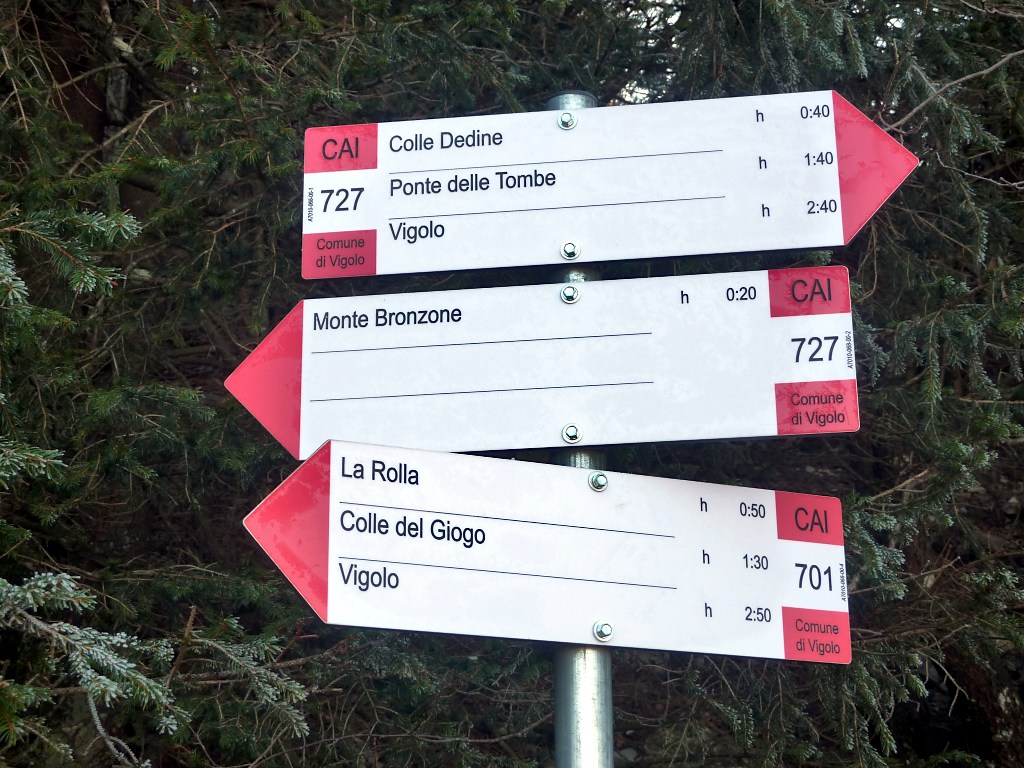 CAI
727
Comune
di Vigolo
Colle Dedine h 0:40
Ponte delle Tombe h 1:40
Vigolo h 2:40
Monte Bronzone h 0:20
CAI
727
Comune
di Vigolo
La Rolla h 0:50
Colle del Giogo h 1:30
Vigolo h 2:50
CAI
701
Comune
di Vigolo